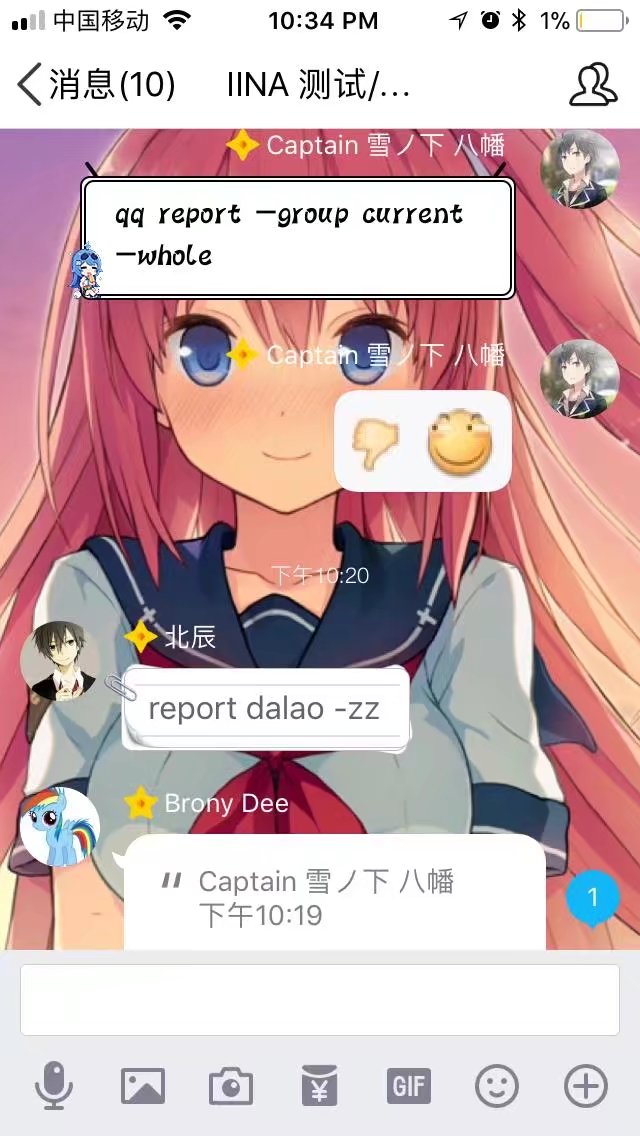 中国移动 10:34 PM 1%
消息(10) IINA 测试/...
Captain 雪ノ下 八幡
qq report —group current
—whole
Captain 雪ノ下 八幡
下午10:20
北辰
report dalao -zz
Brony Dee
" Captain 雪ノ下 八幡
下午10:19
1
¥
GIF